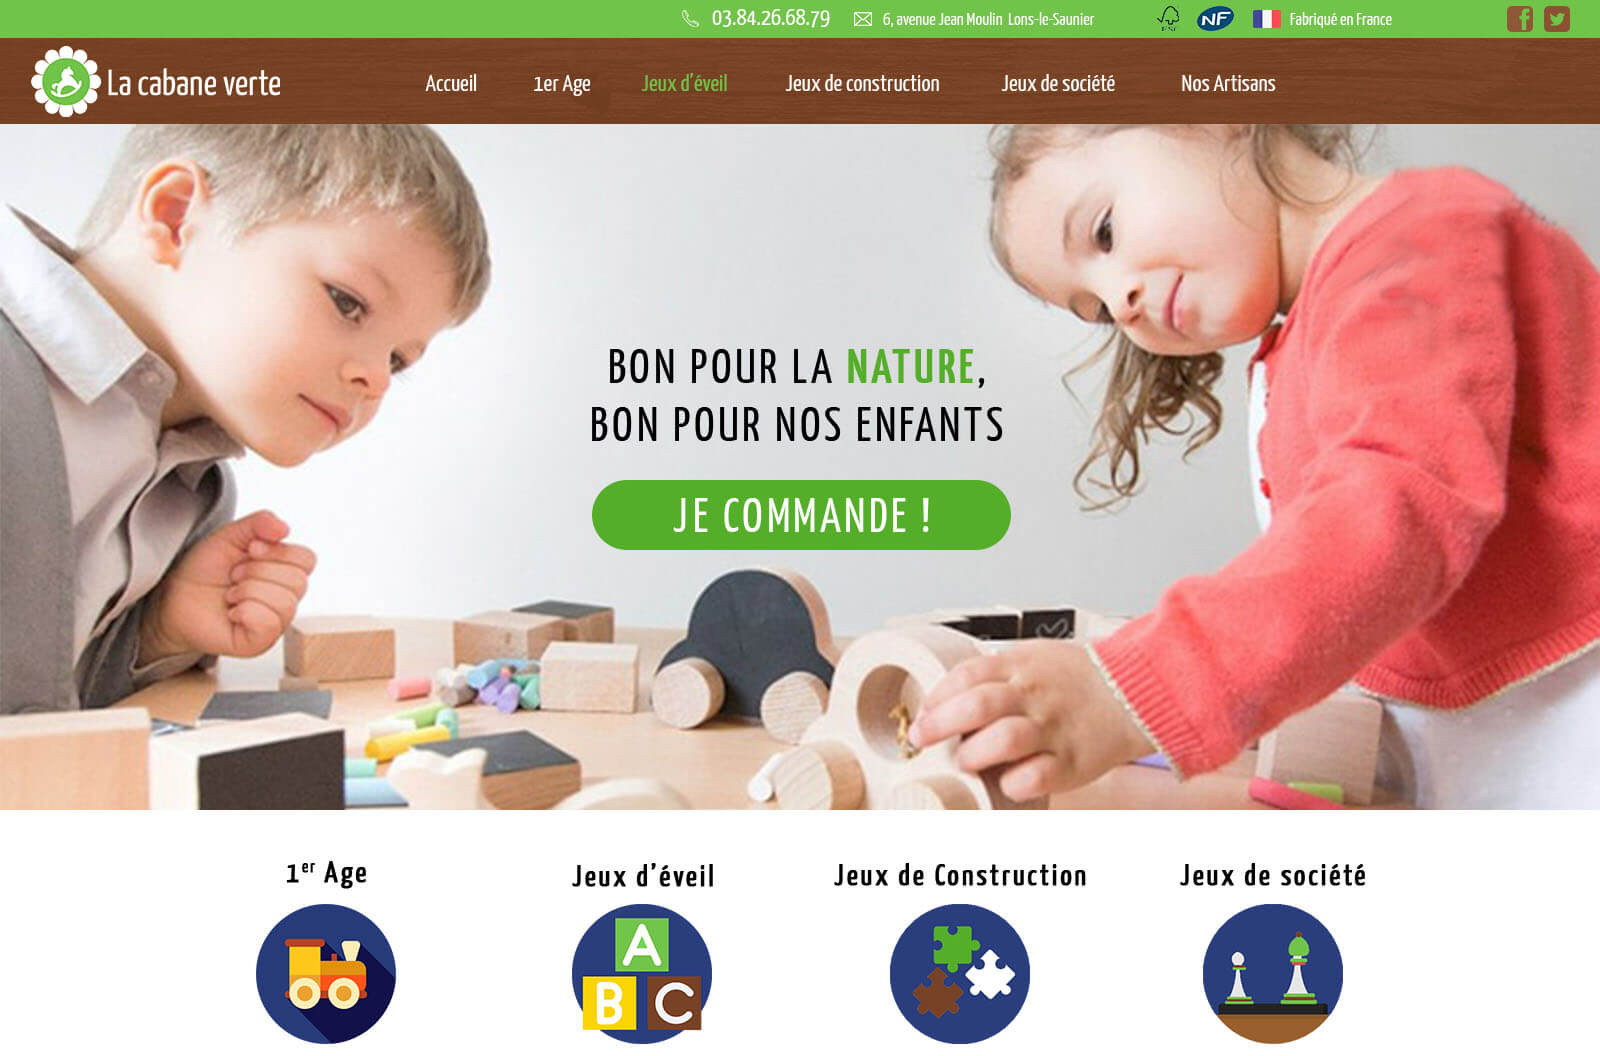 03.84.26.68.79 6, avenue Jean Moulin Lons-le-Saunier NF Fabriqué en France
La cabane verte Accueil 1er Age Jeux d'éveil Jeux de construction Jeux de société Nos Artisans
BON POUR LA NATURE,
BON POUR NOS ENFANTS
JE COMMANDE !
1er Age Jeux d'éveil Jeux de Construction Jeux de société
A
B C